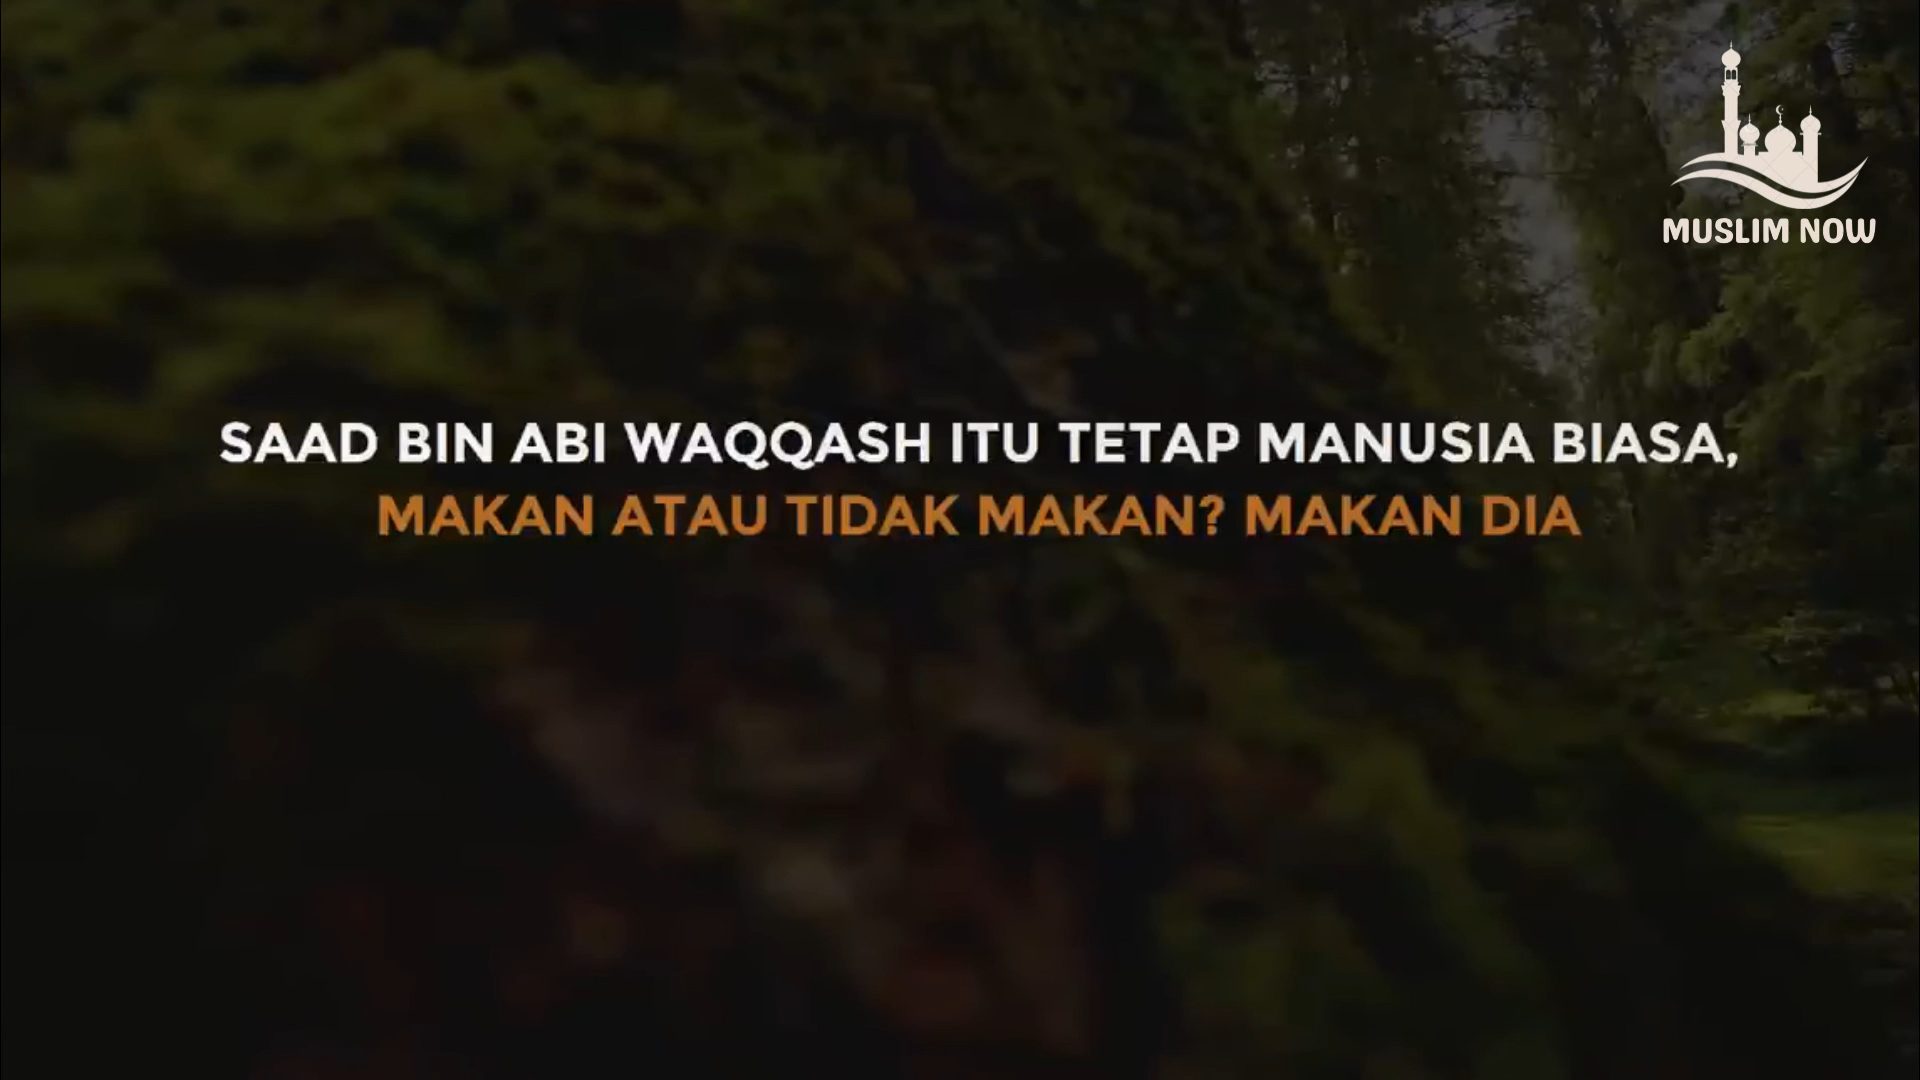 MUSLIM NOW
SAAD BIN ABI WAQQASH ITU TETAP MANUSIA BIASA,
MAKAN ATAU TIDAK MAKAN? MAKAN DIA